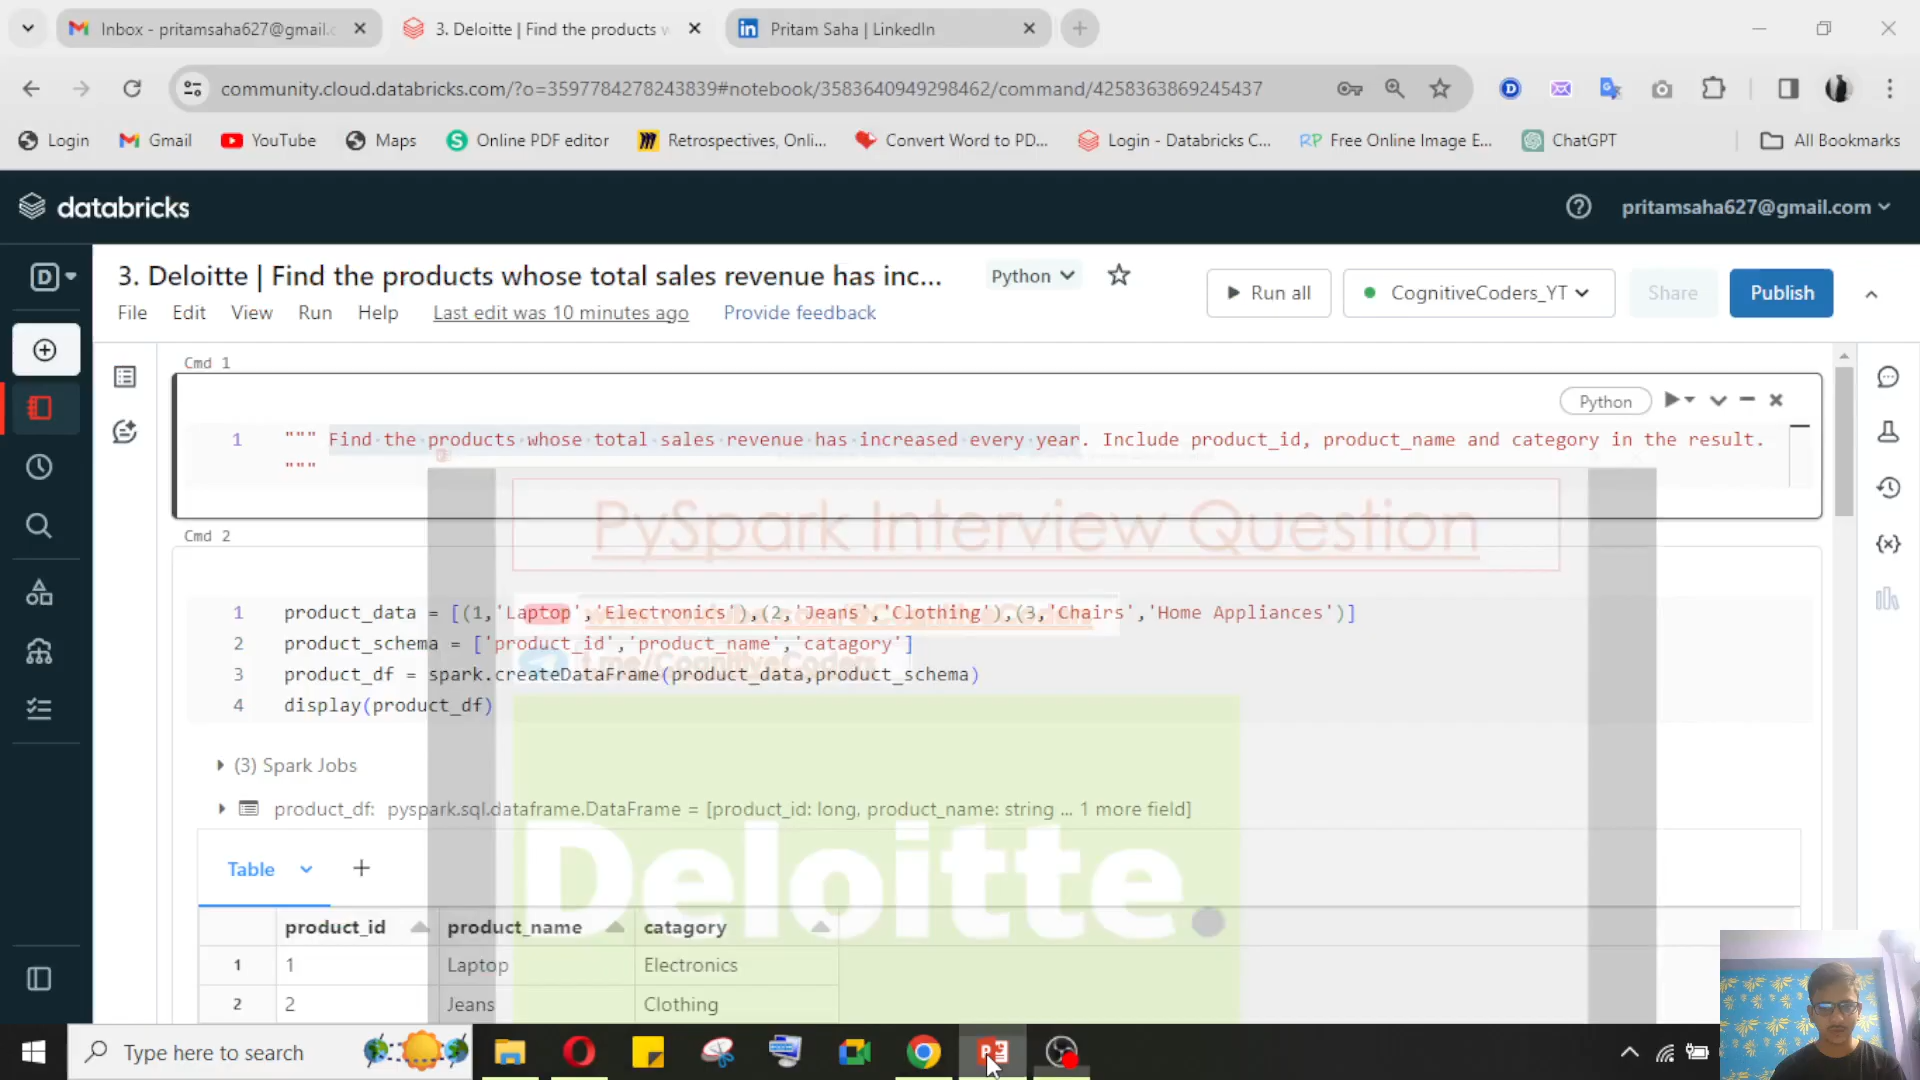 Inbox - pritamsaha627@gmail.c
3. Deloitte | Find the products w
Pritam Saha | LinkedIn
community.cloud.databricks.com/?o=3597784278243839#notebook/3583640949298462/command/4258363869245437
Login
Gmail
YouTube
Maps
Online PDF editor
Retrospectives, Onli...
Convert Word to PD...
Login - Databricks C...
RP Free Online Image E...
ChatGPT
All Bookmarks
databricks
pritamsaha627@gmail.com
D
3. Deloitte | Find the products whose total sales revenue has inc...
Python
Run all
CognitiveCoders_YT
Share
Publish
File Edit View Run Help
Last edit was 10 minutes ago
Provide feedback
Cmd 1
Python
1 """ Find the products whose total sales revenue has increased every year. Include product_id, product_name and category in the result.
"""
PySpark Interview Question
Cmd 2
1 product_data = [(1,'Laptop','Electronics'),(2,'Jeans','Clothing'),(3,'Chairs','Home Appliances')]
2 product_schema = ['product_id','product_name','catagory']
t.me/CognitiveCoders
3 product_df = spark.createDataFrame(product_data,product_schema)
4 display(product_df)
(3) Spark Jobs
product_df: pyspark.sql.dataframe.DataFrame = [product_id: long, product_name: string ... 1 more field]
Deloitte.
Table
product_id product_name catagory
1 1 Laptop Electronics
2 2 Jeans Clothing
Type here to search